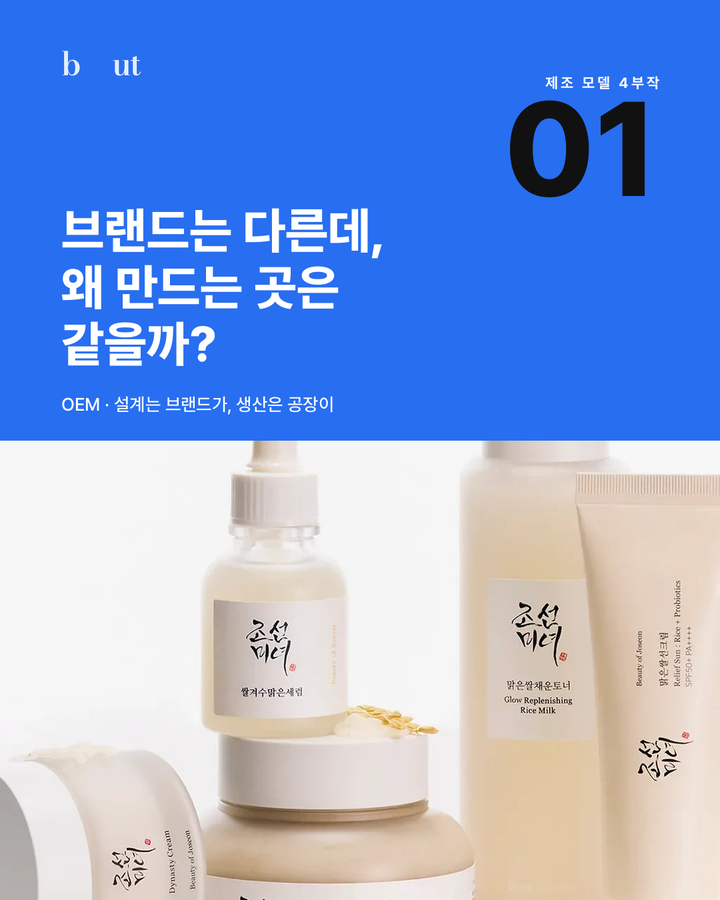 b ut
제조 모델 4부작
01
브랜드는 다른데,
왜 만드는 곳은
같을까?
OEM · 설계는 브랜드가, 생산은 공장이
조선
미녀
쌀겨수맑은세럼
Beauty of Joseon
조선
미녀
맑은쌀채운토너
Glow Replenishing
Rice Milk
Beauty of Joseon
맑은쌀선크림
Relief Sun : Rice + Probiotics
SPF50+ PA++++
조선
미녀
조선
미녀
Dynasty Cream
Beauty of Joseon